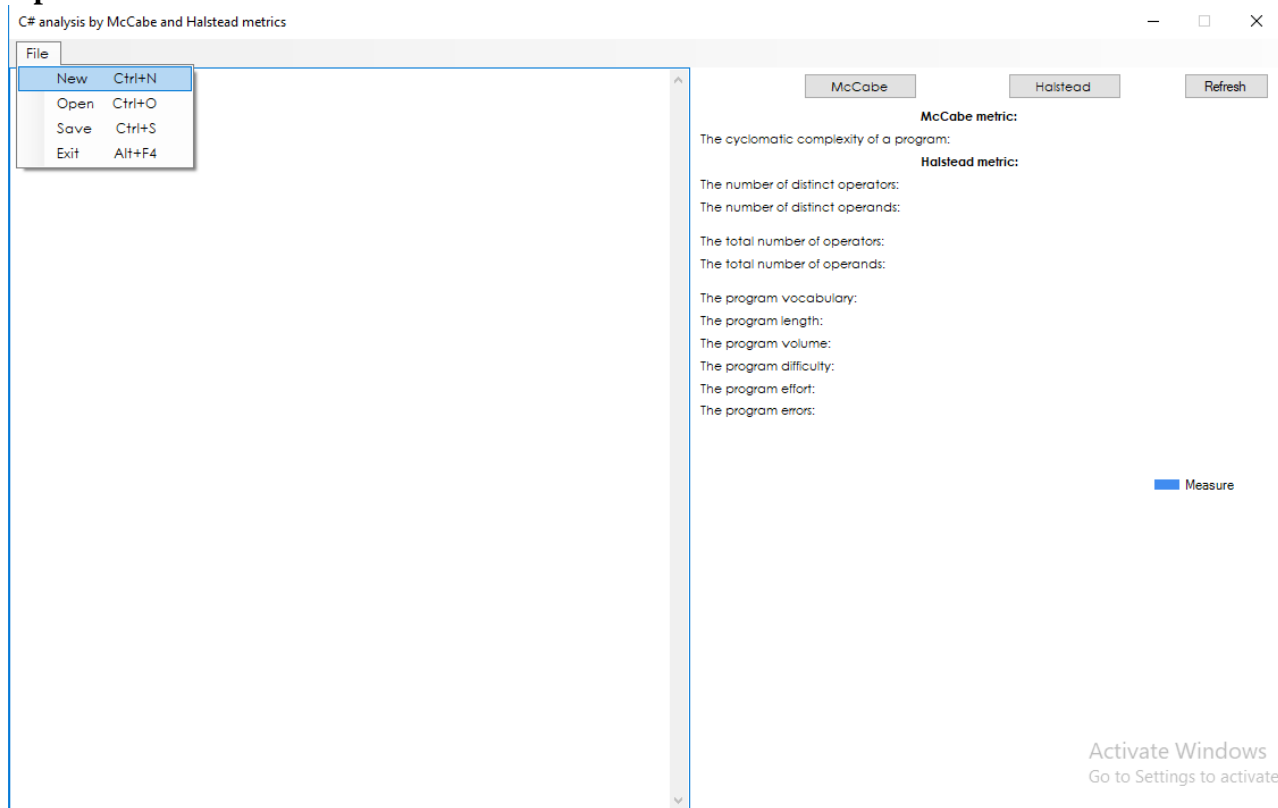 C# analysis by McCabe and Halstead metrics
File
New Ctrl+N
Open Ctrl+O
Save Ctrl+S
Exit Alt+F4
McCabe Halstead Refresh
McCabe metric:
The cyclomatic complexity of a program:
Halstead metric:
The number of distinct operators:
The number of distinct operands:
The total number of operators:
The total number of operands:
The program vocabulary:
The program length:
The program volume:
The program difficulty:
The program effort:
The program errors:
Measure
Activate Windows
Go to Settings to activate